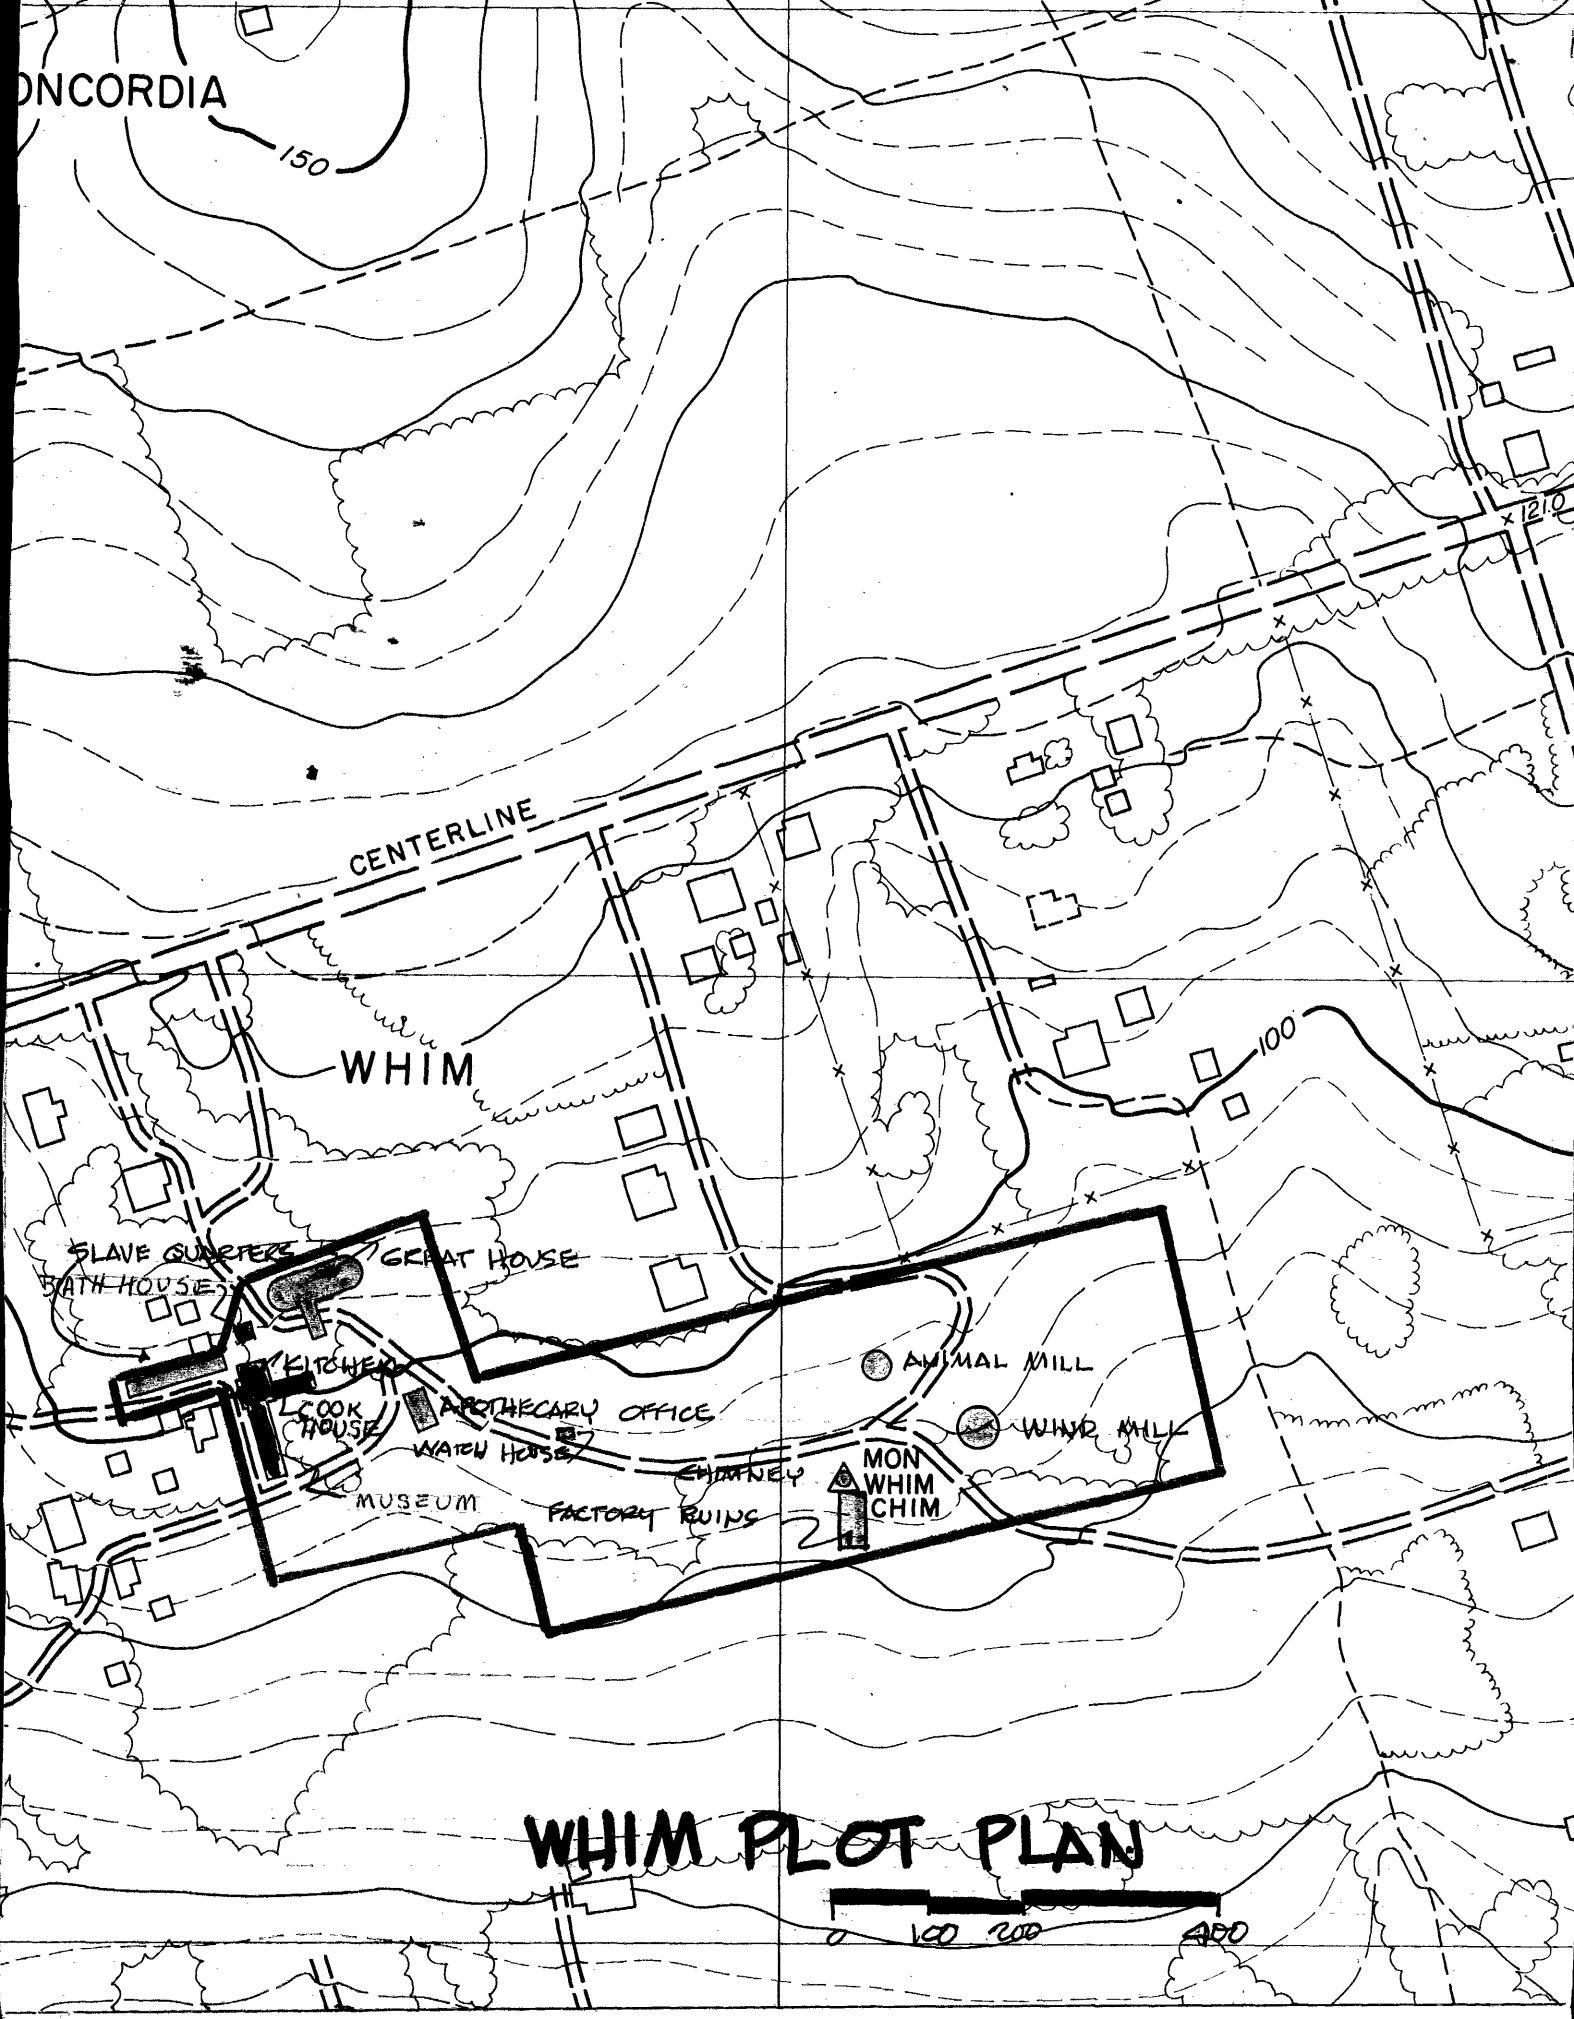 ONCORDIA
150
x 121.0
CENTERLINE
WHIM
100
SLAVE QUARTERS
GREAT HOUSE
BATH HOUSE
KITCHEN
ANIMAL MILL
COOK
HOUSE
APOTHECARY OFFICE
WIND MILL
WATCH HOUSE
CHIMNEY
MON
WHIM
CHIM
MUSEUM
FACTORY RUINS
WHIM PLOT PLAN
0 100 200 400